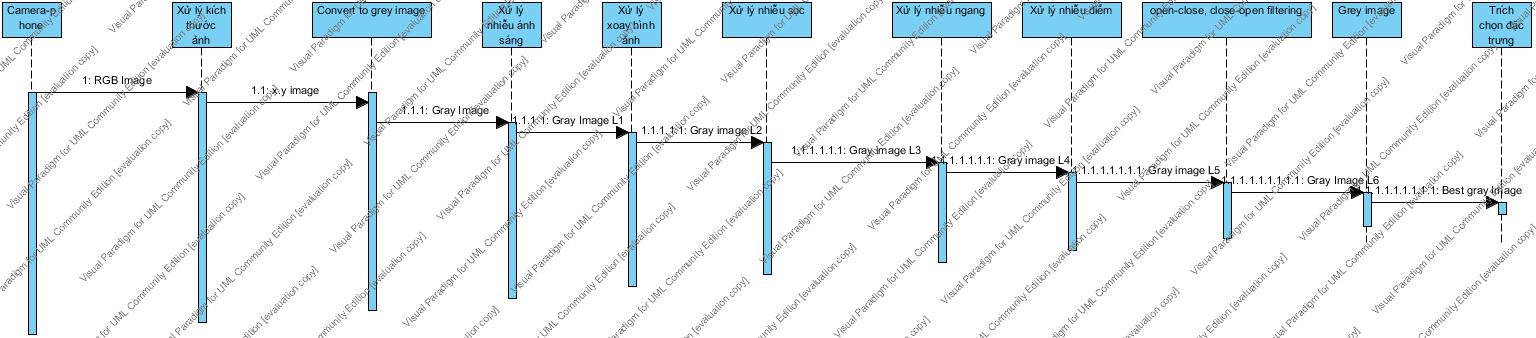 Camera-p
hone
Xử lý kích
thước
ảnh
Convert to grey image
Xử lý
nhiễu ánh
sáng
Xử lý
xoay hình
ảnh
Xử lý nhiễu sọc
Xử lý nhiễu ngang
Xử lý nhiễu điểm
open-close, close-open filtering
Grey image
Trích
chọn đặc
trưng
1: RGB Image
1.1: x.y image
1.1.1: Gray Image
1.1.1.1: Gray Image L1
1.1.1.1.1: Gray image L2
1.1.1.1.1.1: Gray image L3
1.1.1.1.1: Gray image L4
1.1.1.1.1.1.1.1: Gray image L5
1.1.1.1.1.1.1.1.1: Gray Image L6
1.1.1.1.1.1.1.1: Best gray Image
Visual Paradigm for UML Community Edition [evaluation copy]